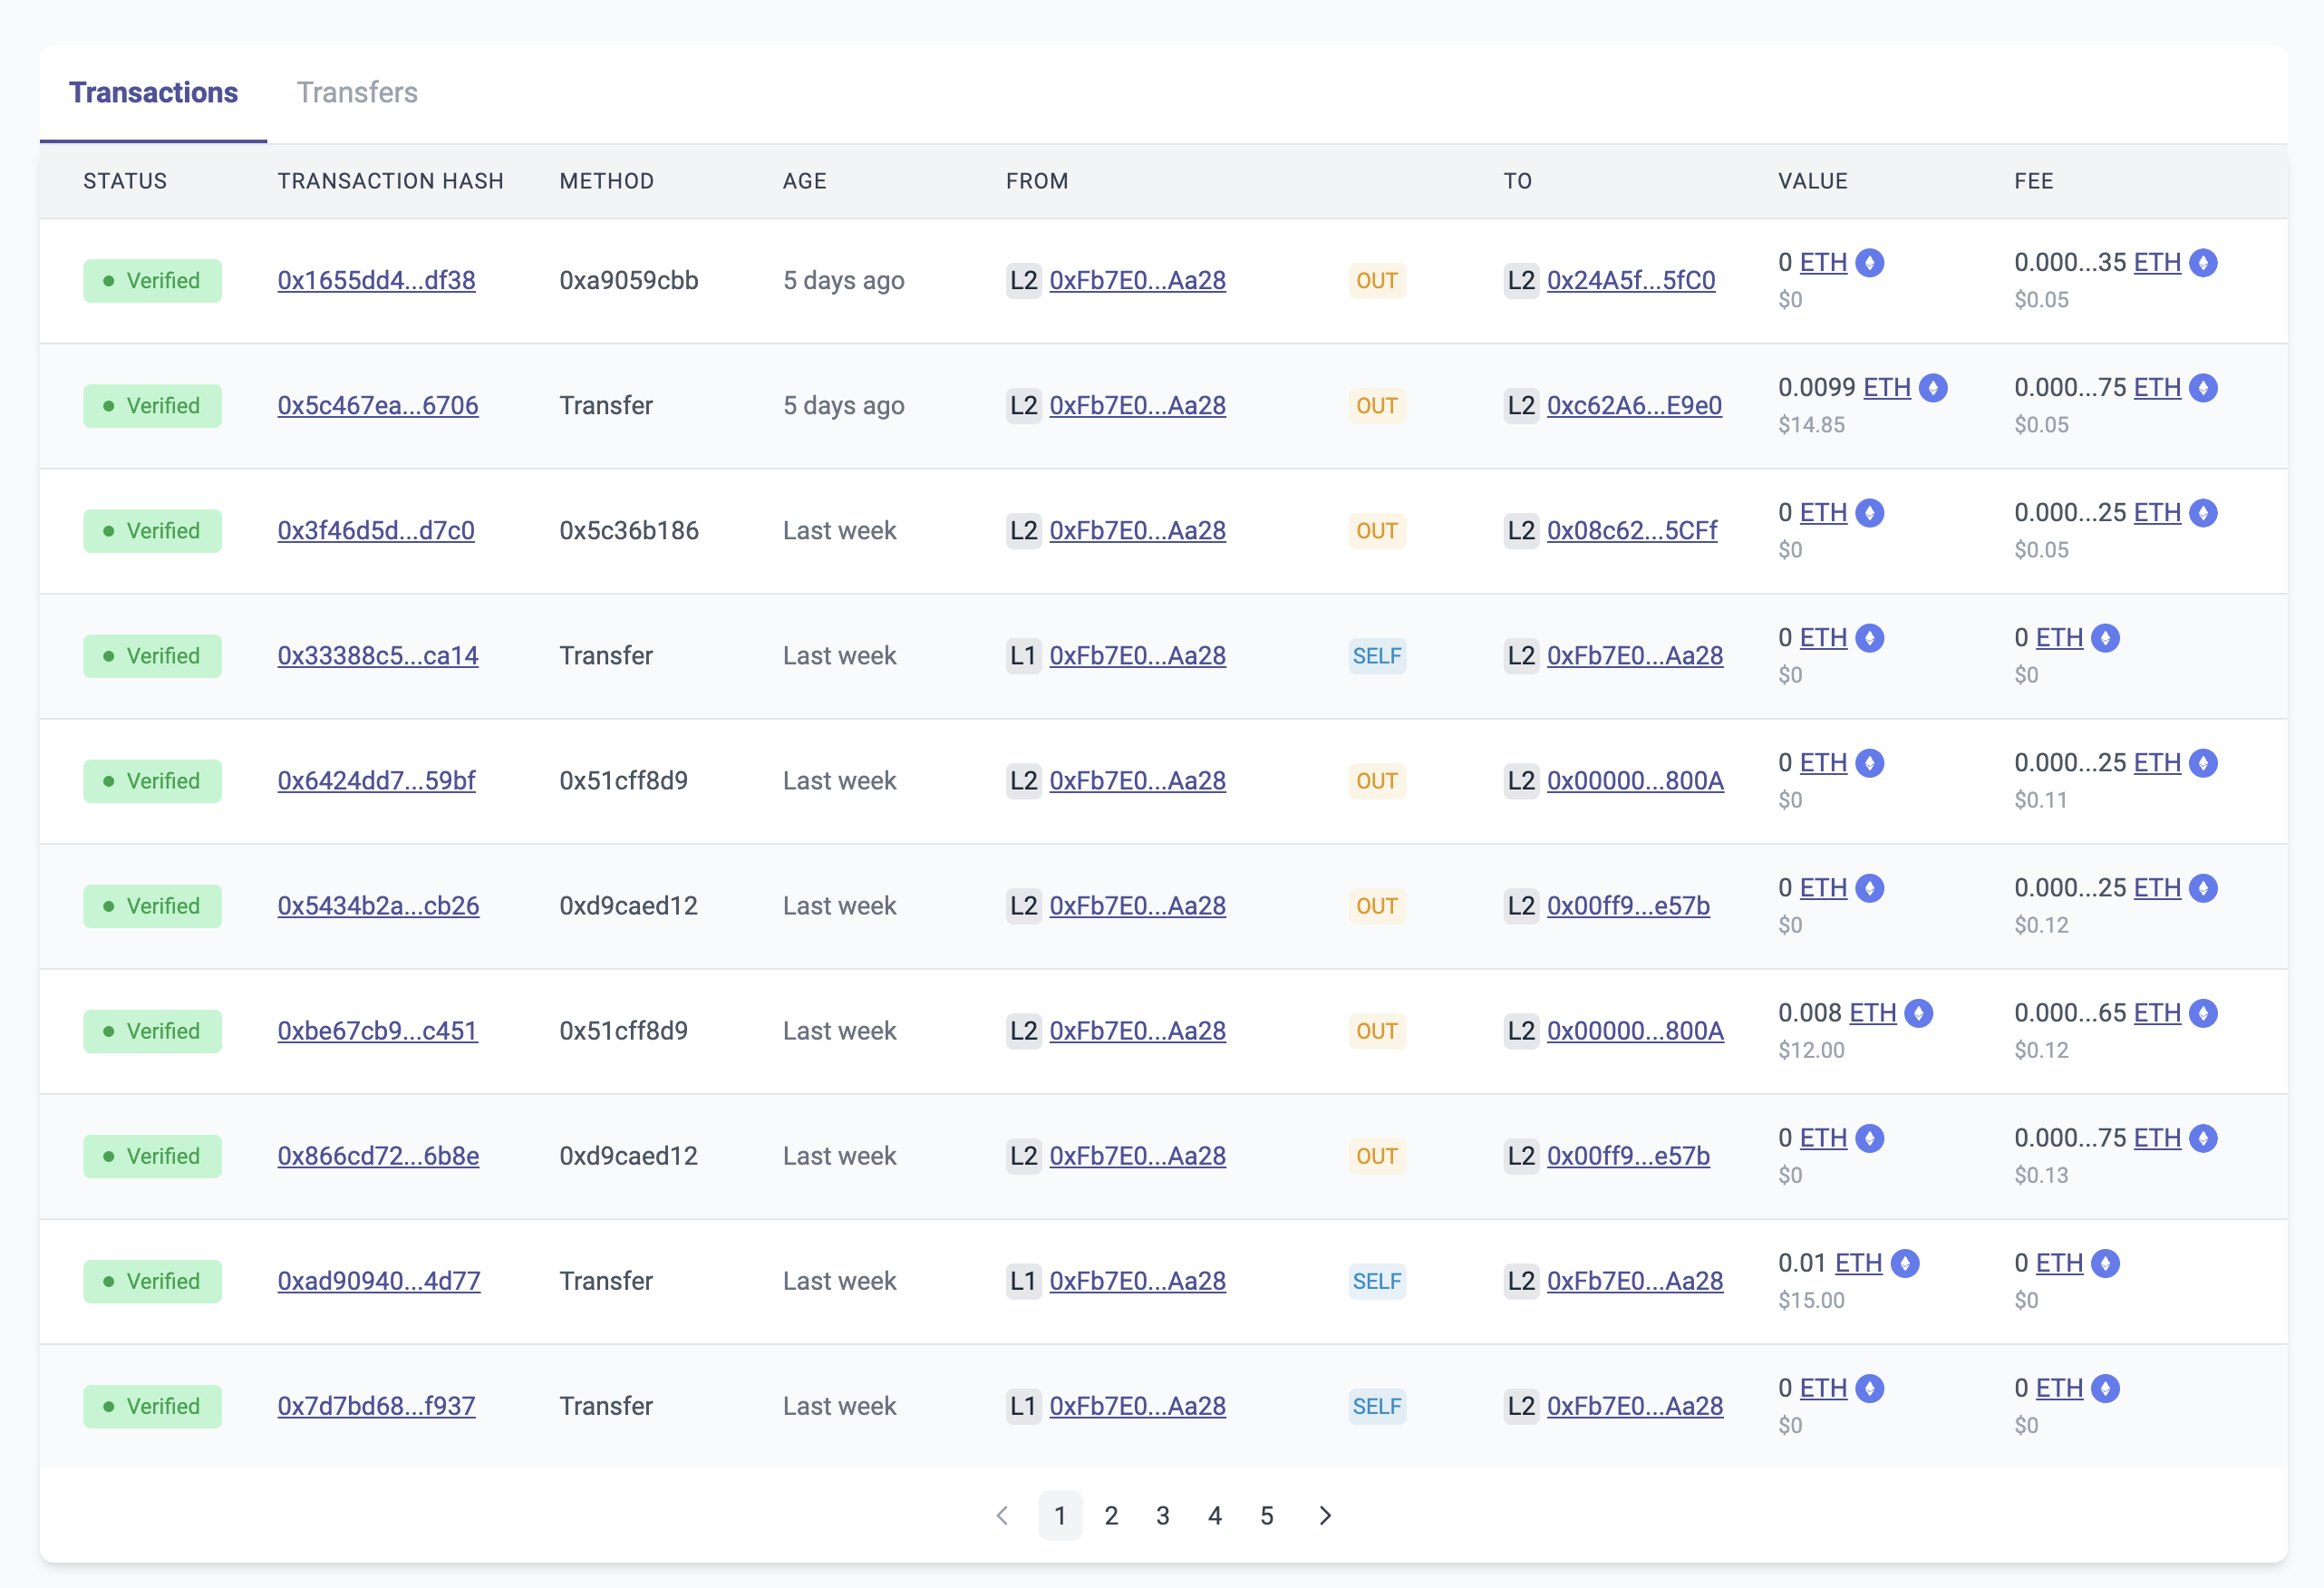 Transactions Transfers
STATUS TRANSACTION HASH METHOD AGE FROM TO VALUE FEE
Verified 0x1655dd4...df38 0xa9059cbb 5 days ago L2 0xFb7E0...Aa28 OUT L2 0x24A5f...5fC0 0 ETH 0.000...35 ETH
$0 $0.05
Verified 0x5c467ea...6706 Transfer 5 days ago L2 0xFb7E0...Aa28 OUT L2 0xc62A6...E9e0 0.0099 ETH 0.000...75 ETH
$14.85 $0.05
Verified 0x3f46d5d...d7c0 0x5c36b186 Last week L2 0xFb7E0...Aa28 OUT L2 0x08c62...5CFf 0 ETH 0.000...25 ETH
$0 $0.05
Verified 0x33388c5...ca14 Transfer Last week L1 0xFb7E0...Aa28 SELF L2 0xFb7E0...Aa28 0 ETH 0 ETH
$0 $0
Verified 0x6424dd7...59bf 0x51cff8d9 Last week L2 0xFb7E0...Aa28 OUT L2 0x00000...800A 0 ETH 0.000...25 ETH
$0 $0.11
Verified 0x5434b2a...cb26 0xd9caed12 Last week L2 0xFb7E0...Aa28 OUT L2 0x00ff9...e57b 0 ETH 0.000...25 ETH
$0 $0.12
Verified 0xbe67cb9...c451 0x51cff8d9 Last week L2 0xFb7E0...Aa28 OUT L2 0x00000...800A 0.008 ETH 0.000...65 ETH
$12.00 $0.12
Verified 0x866cd72...6b8e 0xd9caed12 Last week L2 0xFb7E0...Aa28 OUT L2 0x00ff9...e57b 0 ETH 0.000...75 ETH
$0 $0.13
Verified 0xad90940...4d77 Transfer Last week L1 0xFb7E0...Aa28 SELF L2 0xFb7E0...Aa28 0.01 ETH 0 ETH
$15.00 $0
Verified 0x7d7bd68...f937 Transfer Last week L1 0xFb7E0...Aa28 SELF L2 0xFb7E0...Aa28 0 ETH 0 ETH
$0 $0
1 2 3 4 5